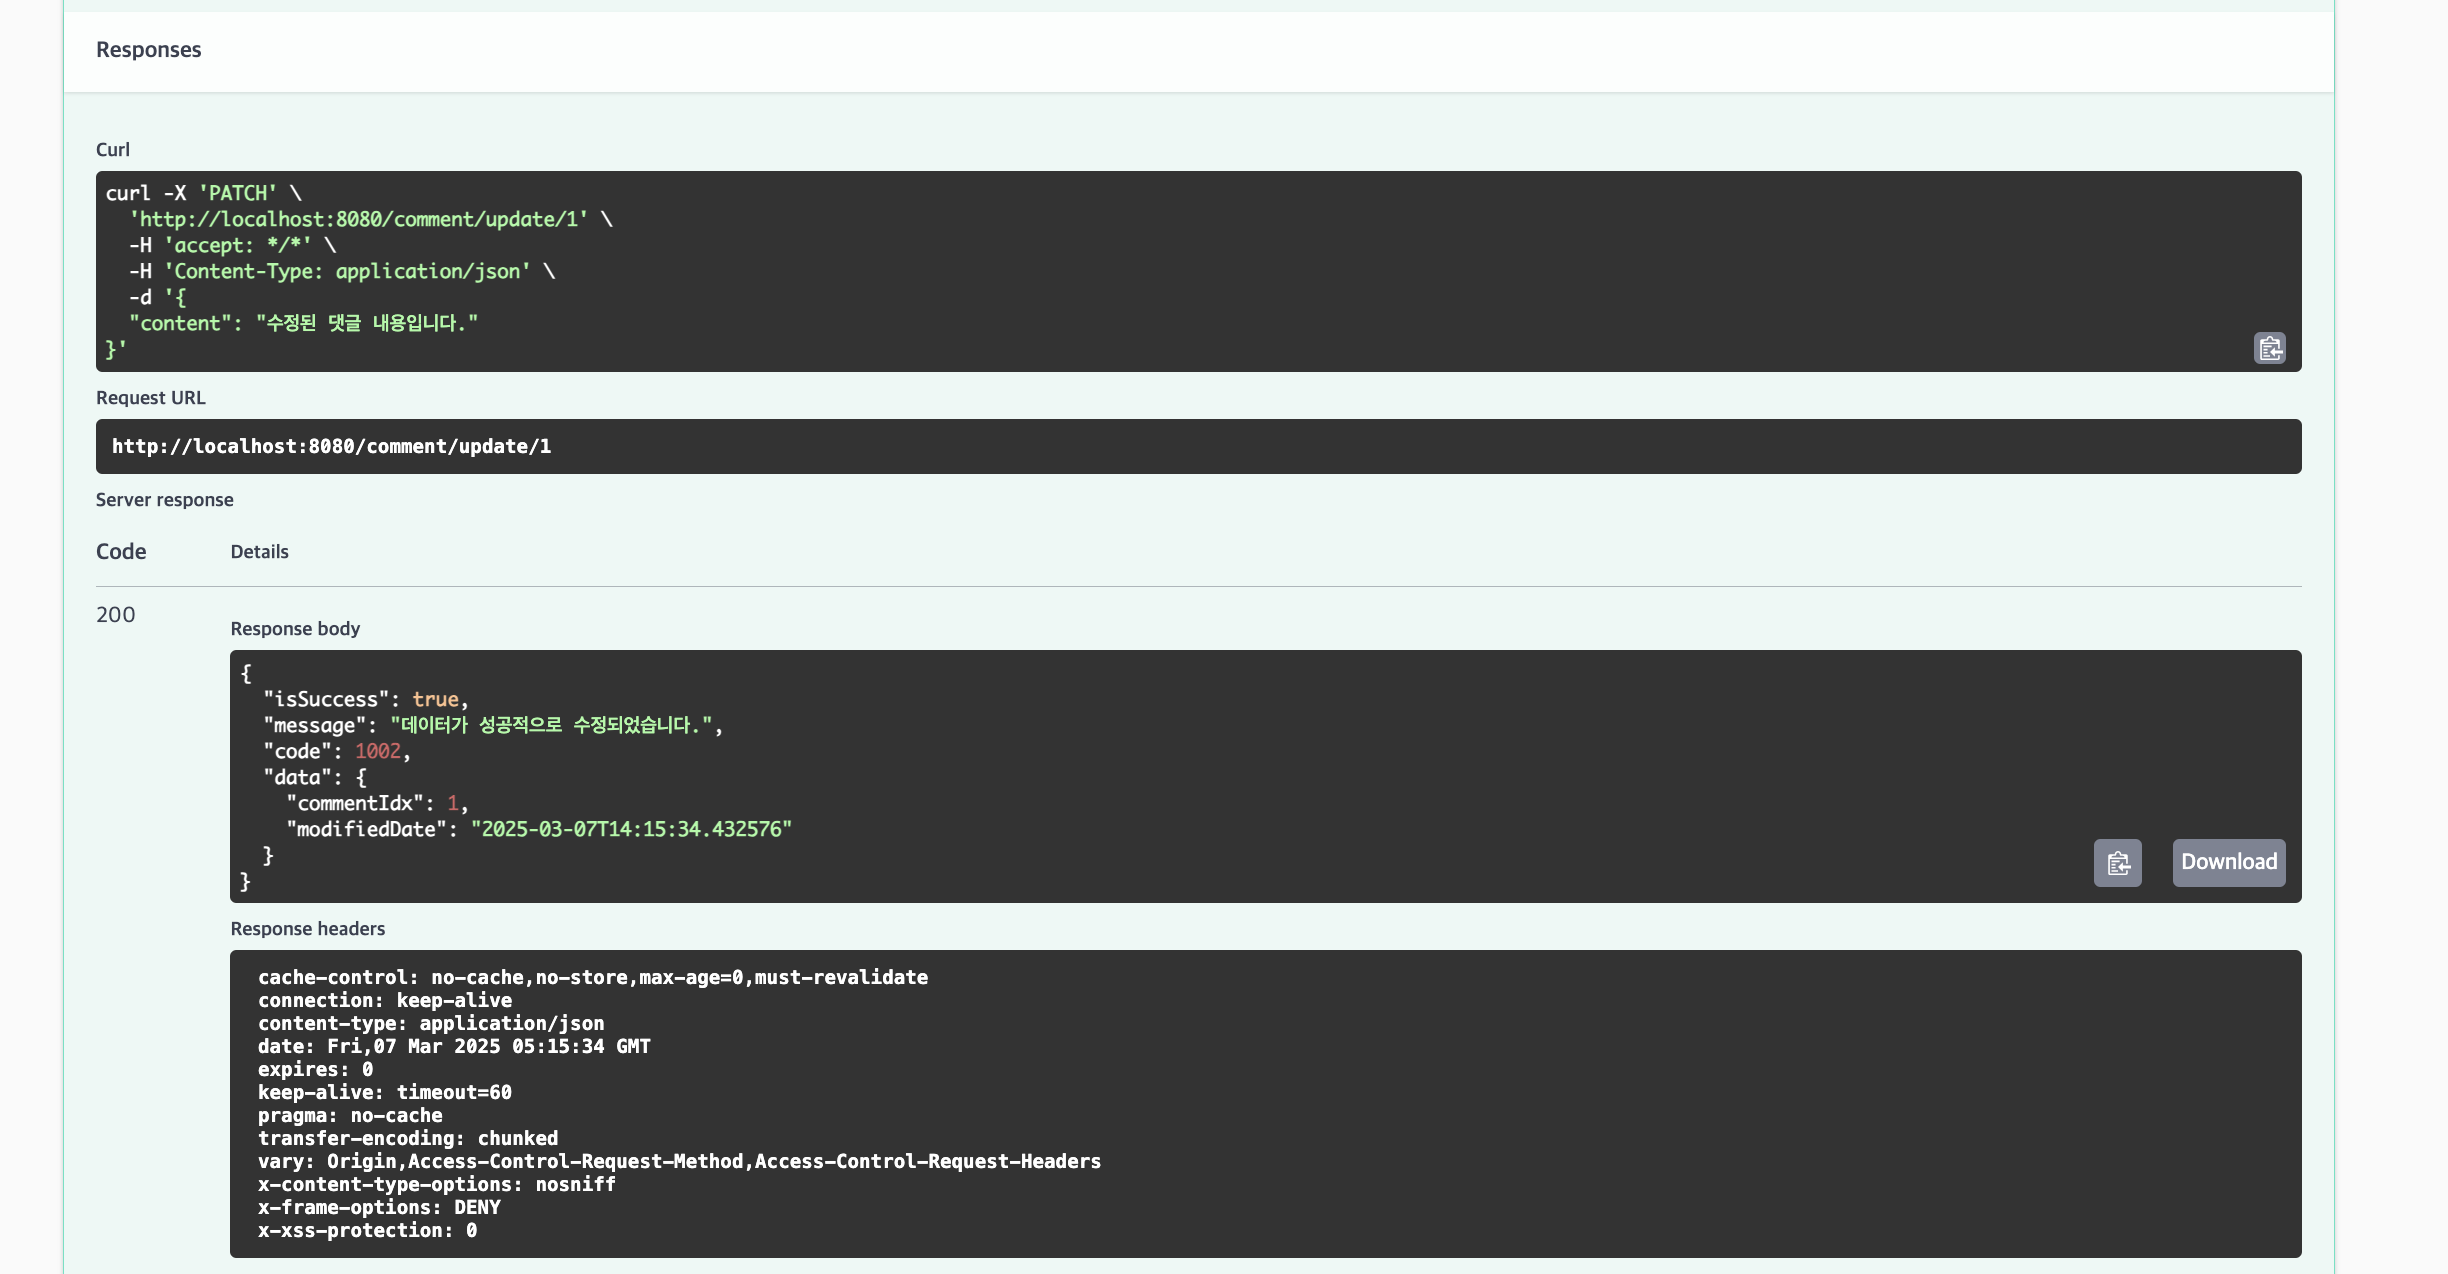 Responses
Curl
curl -X 'PATCH' \
  'http://localhost:8080/comment/update/1' \
  -H 'accept: */*' \
  -H 'Content-Type: application/json' \
  -d '{
  "content": "수정된 댓글 내용입니다."
}'
Request URL
http://localhost:8080/comment/update/1
Server response
Code Details
200
Response body
{
  "isSuccess": true,
  "message": "데이터가 성공적으로 수정되었습니다.",
  "code": 1002,
  "data": {
    "commentIdx": 1,
    "modifiedDate": "2025-03-07T14:15:34.432576"
  }
}
Download
Response headers
cache-control: no-cache,no-store,max-age=0,must-revalidate
connection: keep-alive
content-type: application/json
date: Fri,07 Mar 2025 05:15:34 GMT
expires: 0
keep-alive: timeout=60
pragma: no-cache
transfer-encoding: chunked
vary: Origin,Access-Control-Request-Method,Access-Control-Request-Headers
x-content-type-options: nosniff
x-frame-options: DENY
x-xss-protection: 0